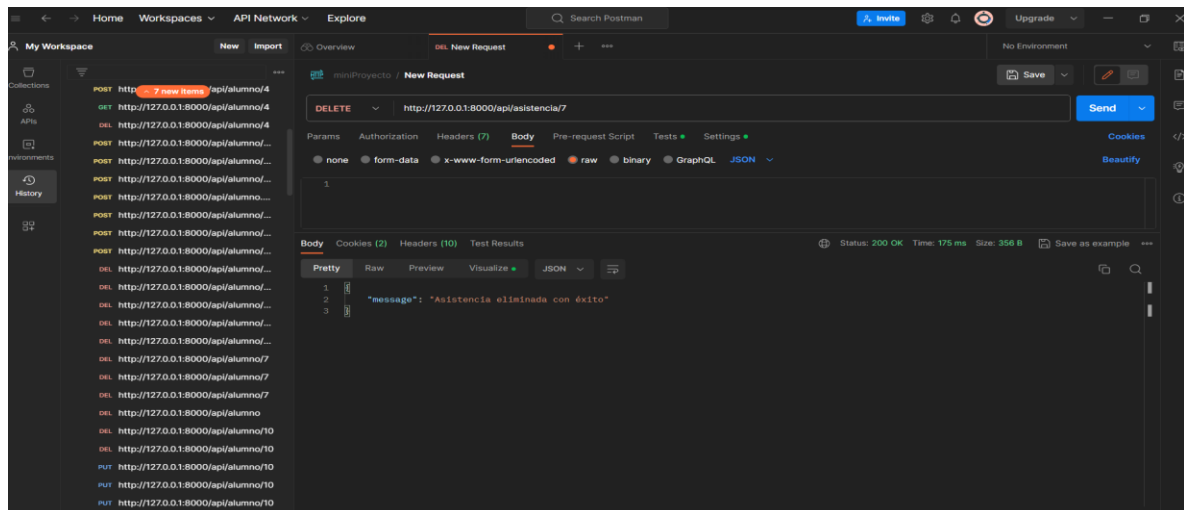 Home Workspaces API Network Explore Search Postman Invite Upgrade
My Workspace New Import Overview DEL New Request No Environment
Collections
APIs
nvironments
History
7 new items
POST http /api/alumno/4
GET http://127.0.0.1:8000/api/alumno/4
DEL http://127.0.0.1:8000/api/alumno/4
POST http://127.0.0.1:8000/api/alumno/...
POST http://127.0.0.1:8000/api/alumno/...
POST http://127.0.0.1:8000/api/alumno/...
POST http://127.0.0.1:8000/api/alumno....
POST http://127.0.0.1:8000/api/alumno/...
POST http://127.0.0.1:8000/api/alumno/...
POST http://127.0.0.1:8000/api/alumno/...
DEL http://127.0.0.1:8000/api/alumno/...
DEL http://127.0.0.1:8000/api/alumno/...
DEL http://127.0.0.1:8000/api/alumno/...
DEL http://127.0.0.1:8000/api/alumno/...
DEL http://127.0.0.1:8000/api/alumno/...
DEL http://127.0.0.1:8000/api/alumno/7
DEL http://127.0.0.1:8000/api/alumno/7
DEL http://127.0.0.1:8000/api/alumno/7
DEL http://127.0.0.1:8000/api/alumno
DEL http://127.0.0.1:8000/api/alumno/10
DEL http://127.0.0.1:8000/api/alumno/10
PUT http://127.0.0.1:8000/api/alumno/10
PUT http://127.0.0.1:8000/api/alumno/10
PUT http://127.0.0.1:8000/api/alumno/10
miniProyecto / New Request Save
DELETE http://127.0.0.1:8000/api/asistencia/7 Send
Params Authorization Headers (7) Body Pre-request Script Tests Settings Cookies
none form-data x-www-form-urlencoded raw binary GraphQL JSON Beautify
1
Body Cookies (2) Headers (10) Test Results Status: 200 OK Time: 175 ms Size: 356 B Save as example
Pretty Raw Preview Visualize JSON
1 {
2 "message": "Asistencia eliminada con éxito"
3 }